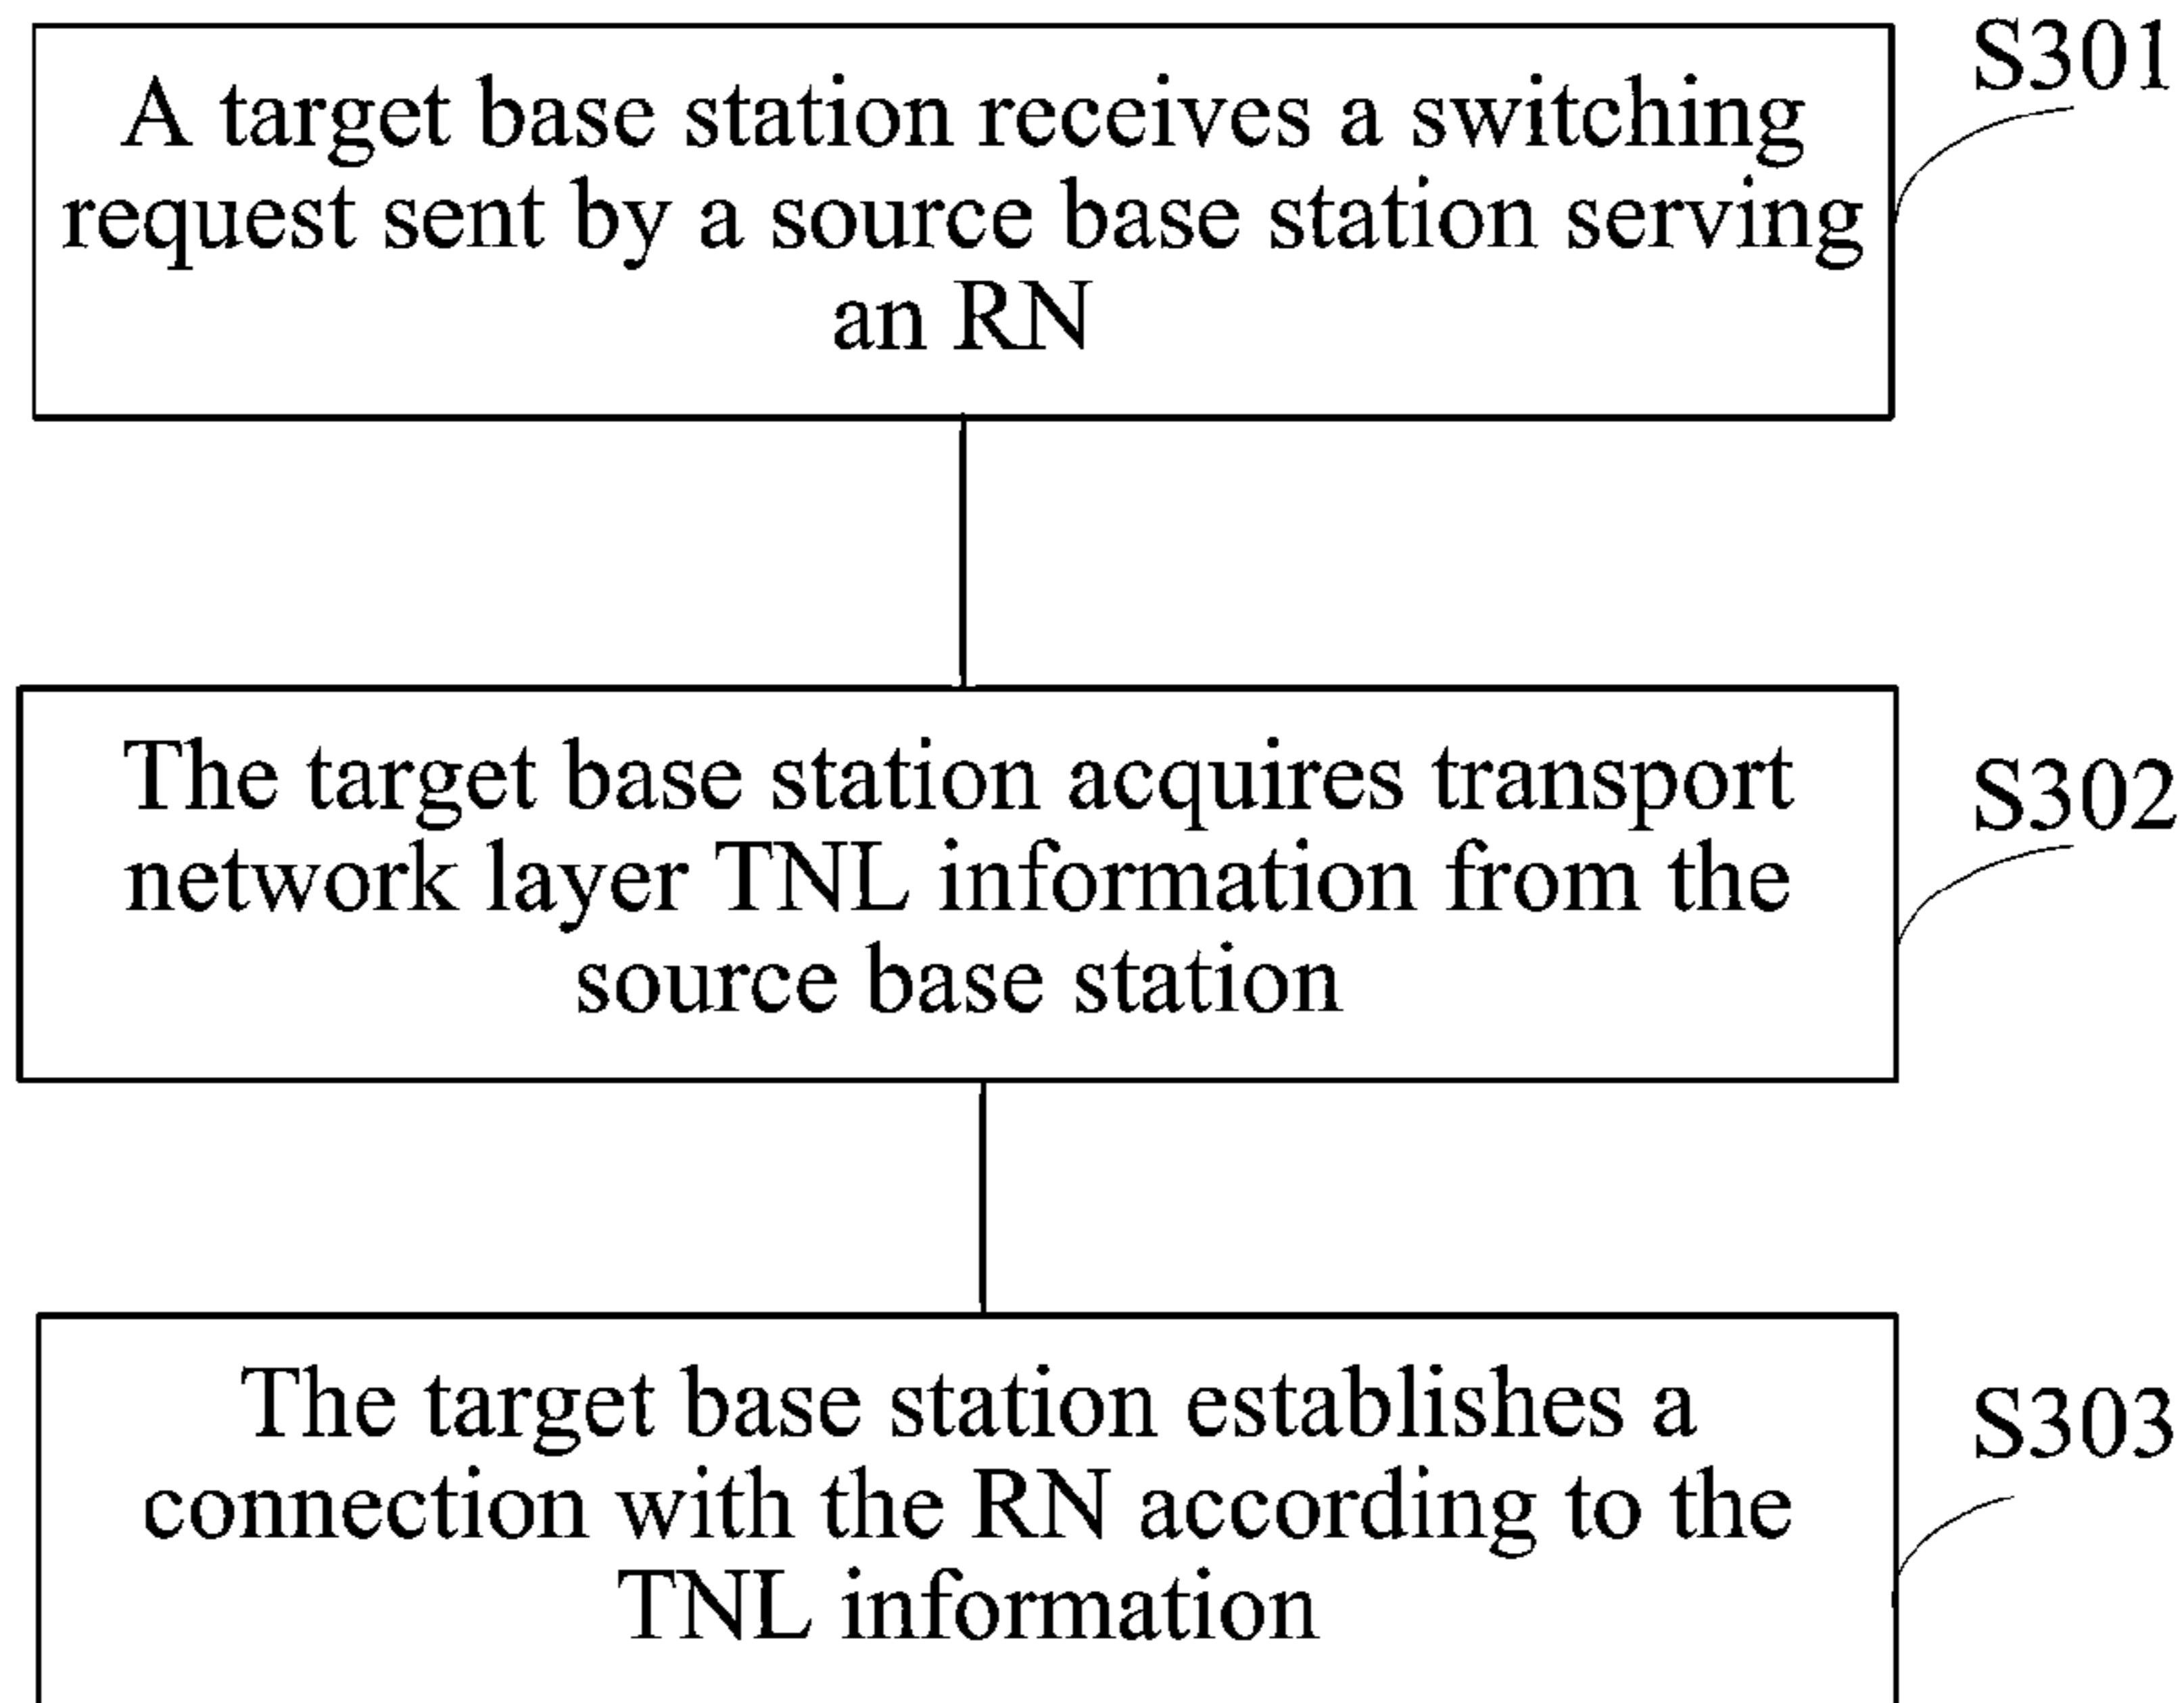 S301
A target base station receives a switching
request sent by a source base station serving
an RN
The target base station acquires transport
S302
network layer TNL information from the
source base station
The target base station establishes a
S303
connection with the RN according to the
TNL information